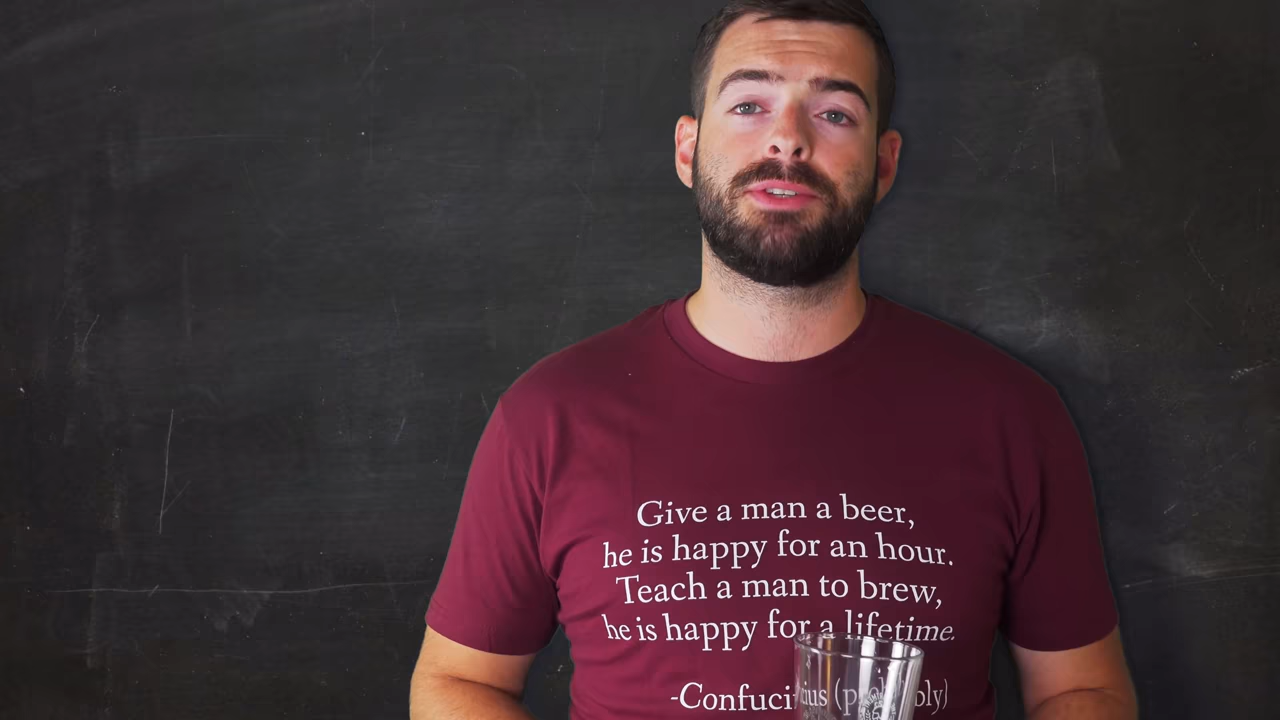 Give a man a beer,
he is happy for an hour.
Teach a man to brew,
he is happy for a lifetime.
-Confucius (probably)